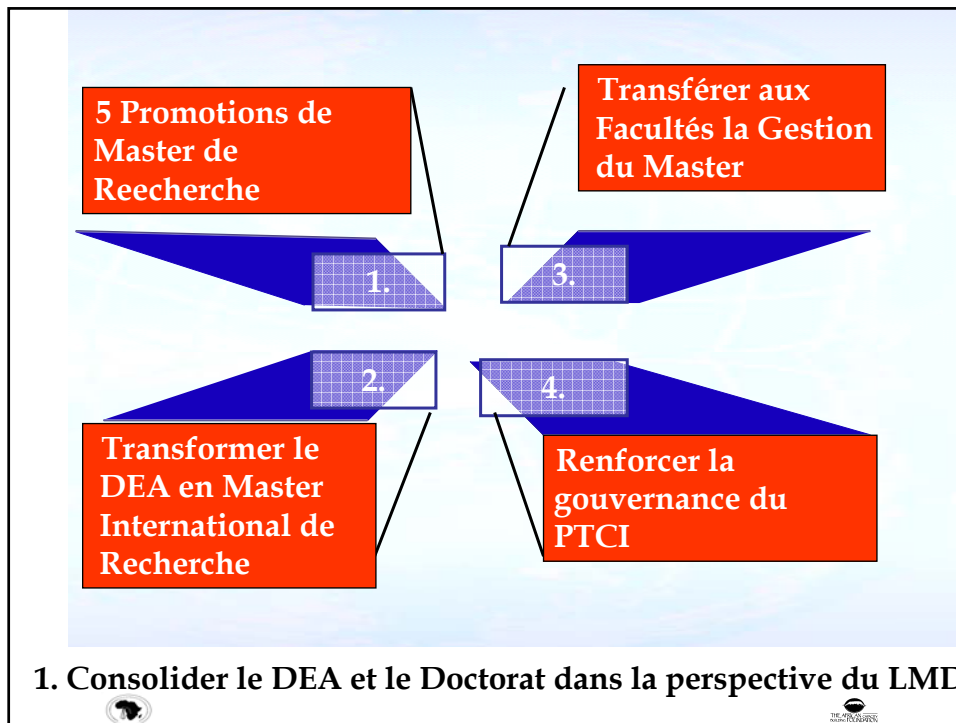 5 Promotions de
Master de
Reecherche
1.
Transférer aux
Facultés la Gestion
du Master
3.
2.
Transformer le
DEA en Master
International de
Recherche
4.
Renforcer la
gouvernance du
PTCI
1. Consolider le DEA et le Doctorat dans la perspective du LMD